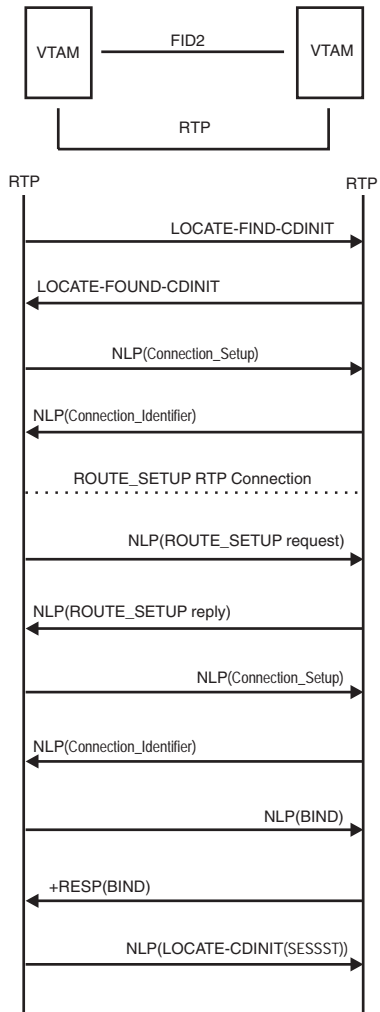 VTAM
FID2
VTAM
RTP
RTP
RTP
LOCATE-FIND-CDINIT
LOCATE-FOUND-CDINIT
NLP(Connection_Setup)
NLP(Connection_Identifier)
ROUTE_SETUP RTP Connection
NLP(ROUTE_SETUP request)
NLP(ROUTE_SETUP reply)
NLP(Connection_Setup)
NLP(Connection_Identifier)
NLP(BIND)
+RESP(BIND)
NLP(LOCATE-CDINIT(SESSST))